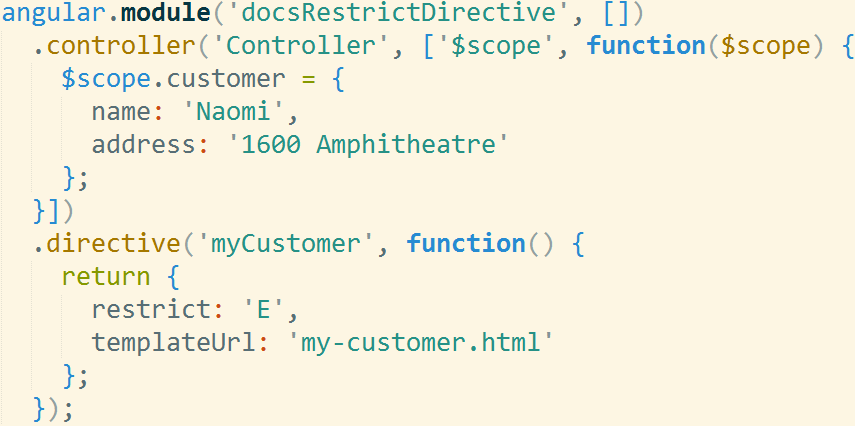 angular.module('docsRestrictDirective', [])
  .controller('Controller', ['$scope', function($scope) {
    $scope.customer = {
      name: 'Naomi',
      address: '1600 Amphitheatre'
    };
  }])
  .directive('myCustomer', function() {
    return {
      restrict: 'E',
      templateUrl: 'my-customer.html'
    };
  });